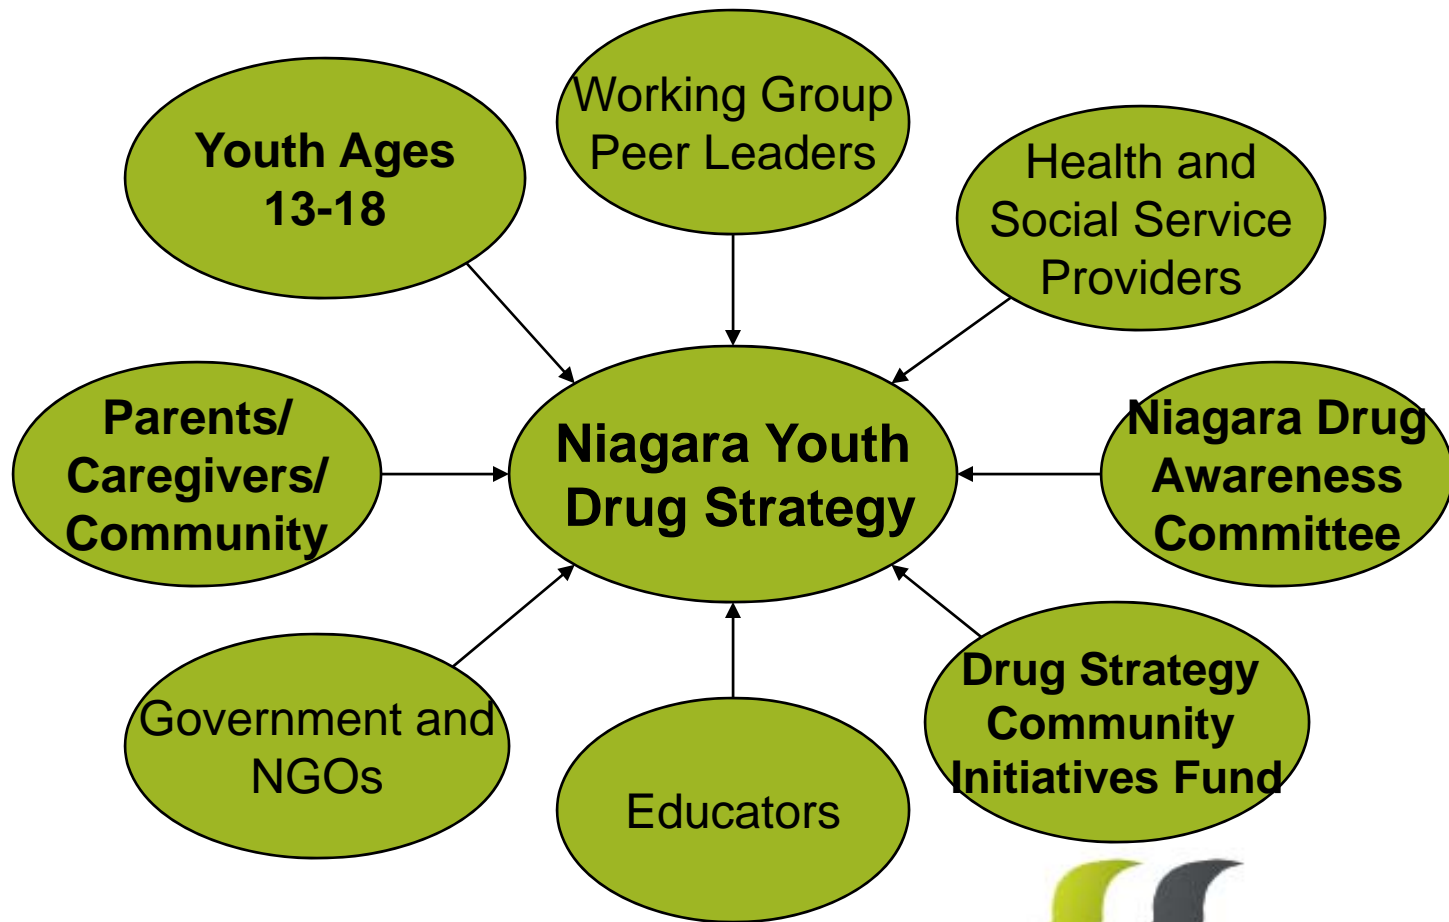 Working Group
Peer Leaders
Youth Ages
13-18
Health and
Social Service
Providers
Parents/
Caregivers/
Community
Niagara Youth
Drug Strategy
Niagara Drug
Awareness
Committee
Government and
NGOs
Educators
Drug Strategy
Community
Initiatives Fund